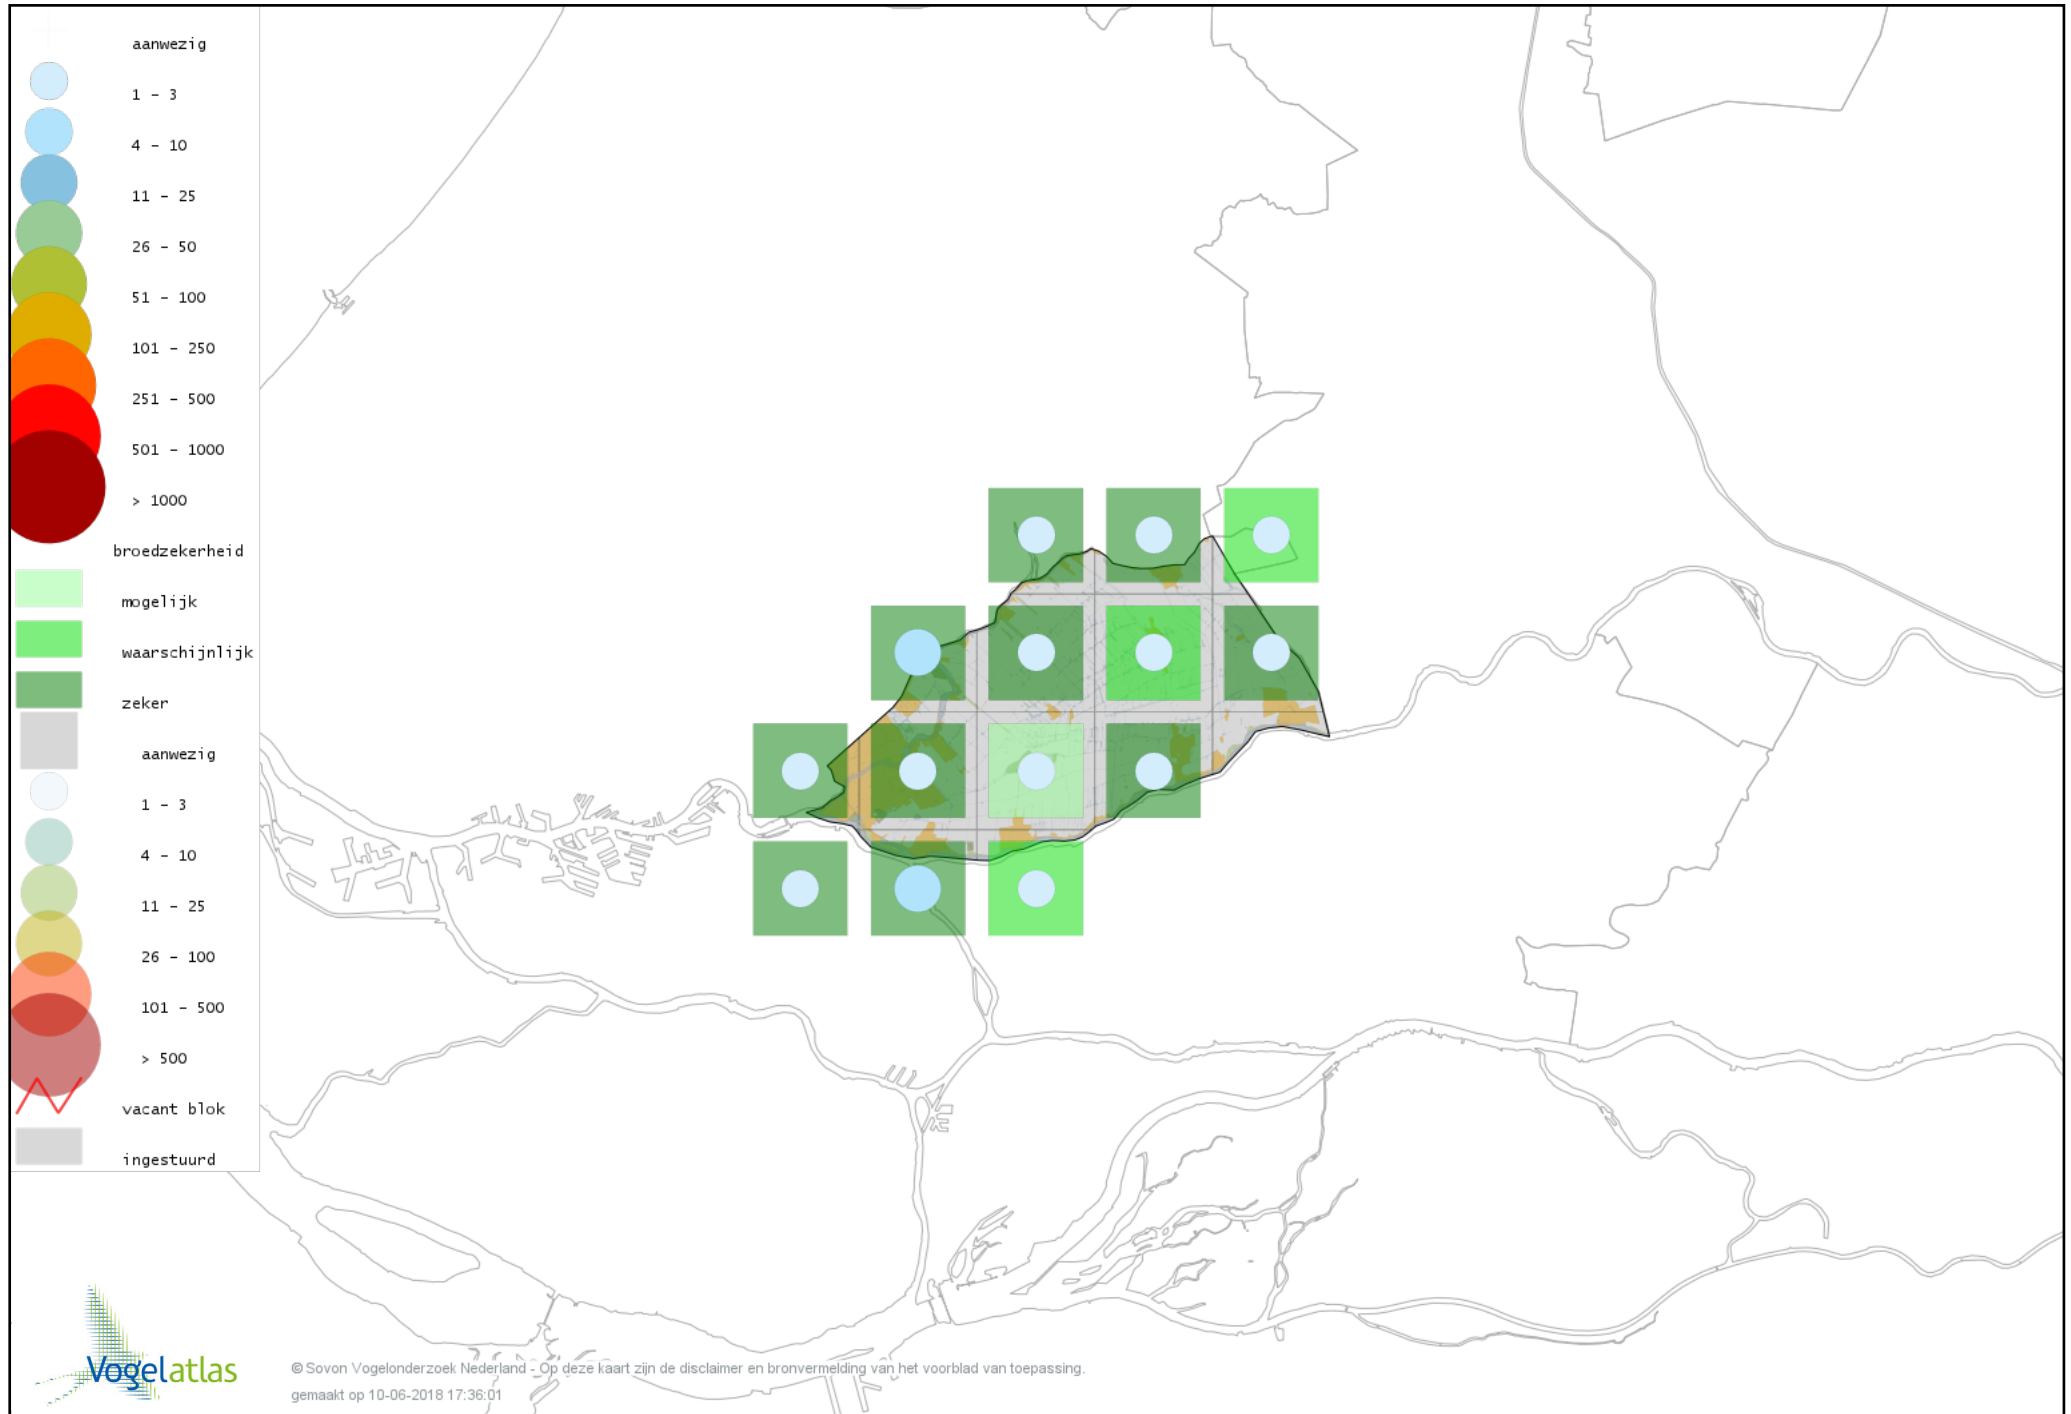 aanwezig
1 - 3
4 - 10
11 - 25
26 - 50
51 - 100
101 - 250
251 - 500
501 - 1000
> 1000
broedzekerheid
mogelijk
waarschijnlijk
zeker
aanwezig
1 - 3
4 - 10
11 - 25
26 - 100
101 - 500
> 500
vacant blok
ingestuurd
Vogelatlas
© Sovon Vogelonderzoek Nederland - Op deze kaart zijn de disclaimer en bronvermelding van het voorblad van toepassing.
gemaakt op 10-06-2018 17:36:01